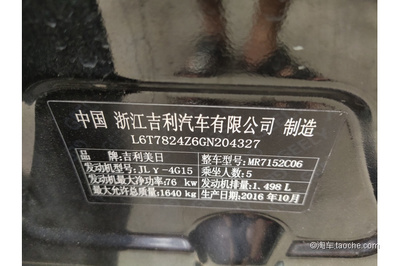 中国 浙江吉利汽车有限公司 制造
L6T7824Z6GN204327
品牌:吉利美日 整车型号:MR7152C06
发动机型号:JLγ-4G15 乘坐人数:5
发动机最大净功率:76 kw 发动机排量:1.498 L
最大允许总质量:1640 kg 生产日期:2016 年10月
@淘车.taoche.com